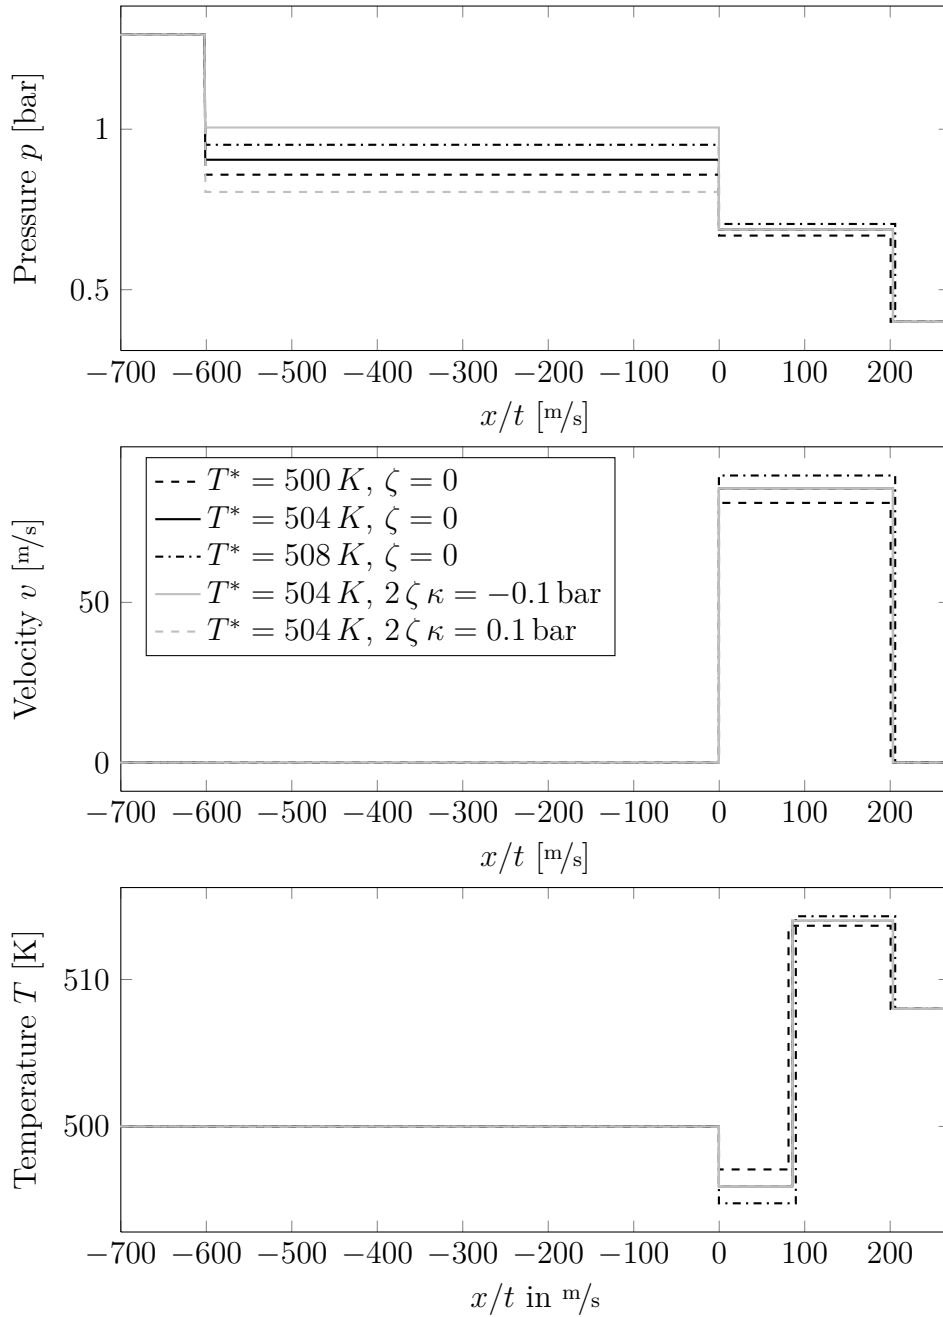 Pressure p [bar]
1
0.5
−700 −600 −500 −400 −300 −200 −100 0 100 200
x/t [m/s]
Velocity v [m/s]
50
0
T* = 500 K, ζ = 0
T* = 504 K, ζ = 0
T* = 508 K, ζ = 0
T* = 504 K, 2 ζ κ = −0.1 bar
T* = 504 K, 2 ζ κ = 0.1 bar
−700 −600 −500 −400 −300 −200 −100 0 100 200
x/t [m/s]
Temperature T [K]
510
500
−700 −600 −500 −400 −300 −200 −100 0 100 200
x/t in m/s